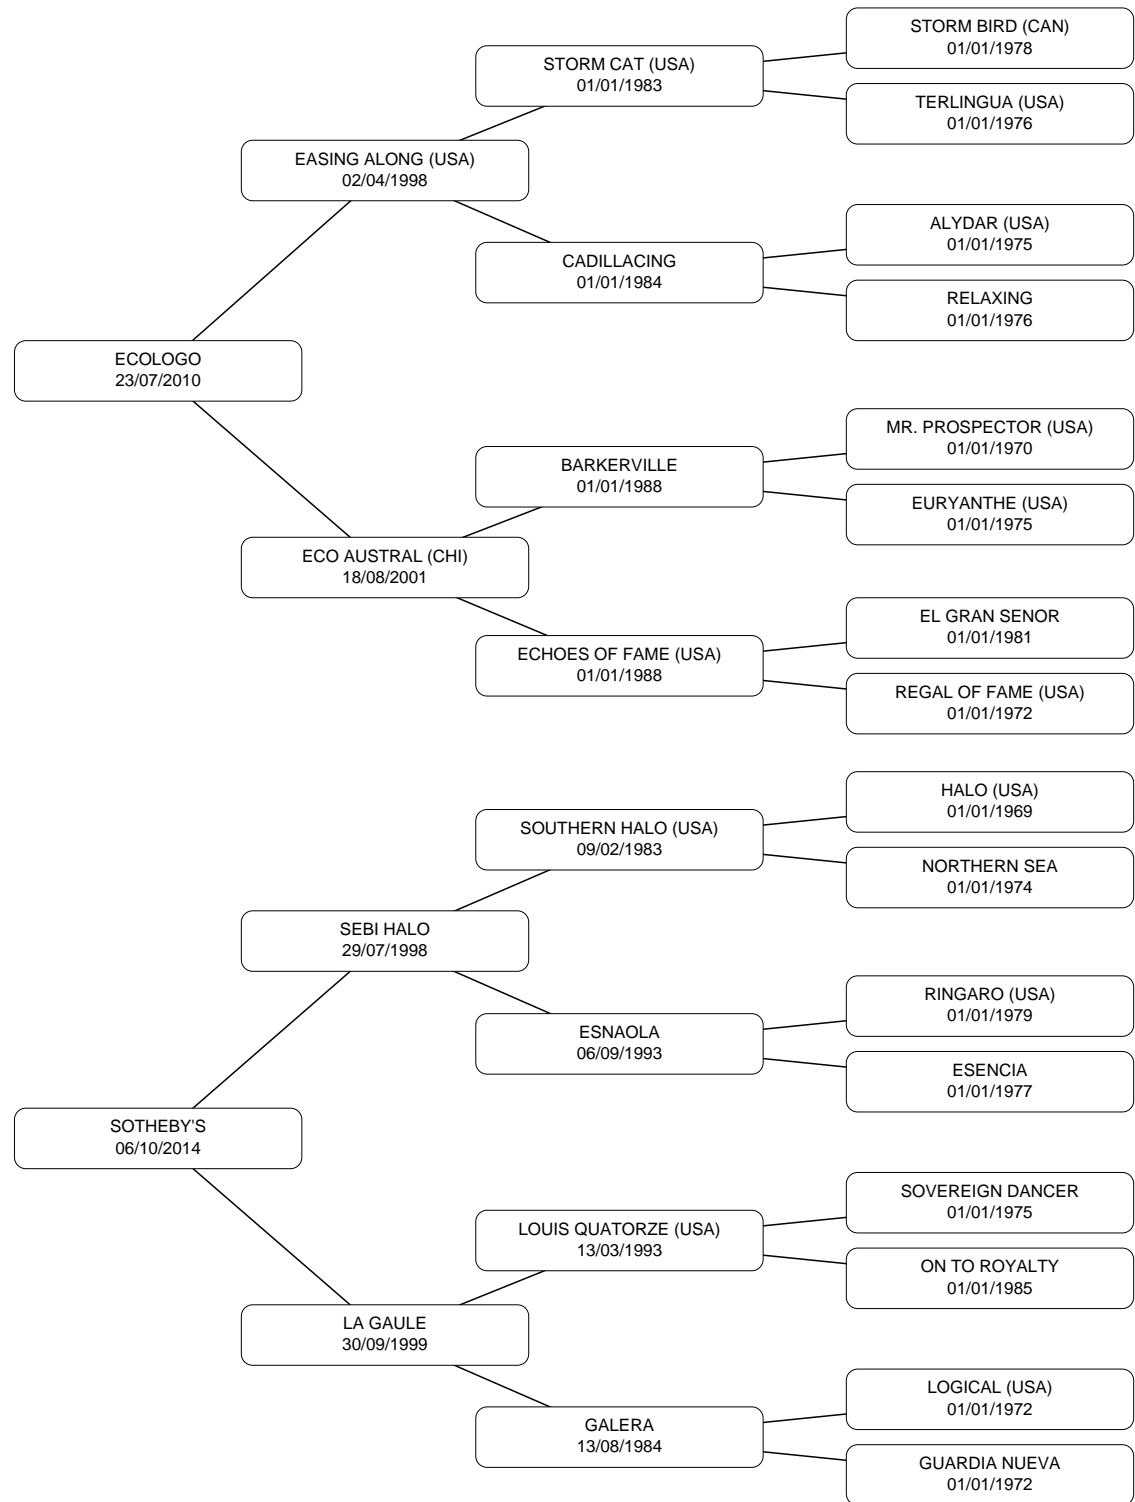 STORM BIRD (CAN)
01/01/1978
STORM CAT (USA)
01/01/1983
TERLINGUA (USA)
01/01/1976
EASING ALONG (USA)
02/04/1998
ALYDAR (USA)
01/01/1975
CADILLACING
01/01/1984
RELAXING
01/01/1976
ECOLOGO
23/07/2010
MR. PROSPECTOR (USA)
01/01/1970
BARKERVILLE
01/01/1988
EURYANTHE (USA)
01/01/1975
ECO AUSTRAL (CHI)
18/08/2001
EL GRAN SENOR
01/01/1981
ECHOES OF FAME (USA)
01/01/1988
REGAL OF FAME (USA)
01/01/1972
HALO (USA)
01/01/1969
SOUTHERN HALO (USA)
09/02/1983
NORTHERN SEA
01/01/1974
SEBI HALO
29/07/1998
RINGARO (USA)
01/01/1979
ESNAOLA
06/09/1993
ESENCIA
01/01/1977
SOTHEBY'S
06/10/2014
SOVEREIGN DANCER
01/01/1975
LOUIS QUATORZE (USA)
13/03/1993
ON TO ROYALTY
01/01/1985
LA GAULE
30/09/1999
LOGICAL (USA)
01/01/1972
GALERA
13/08/1984
GUARDIA NUEVA
01/01/1972